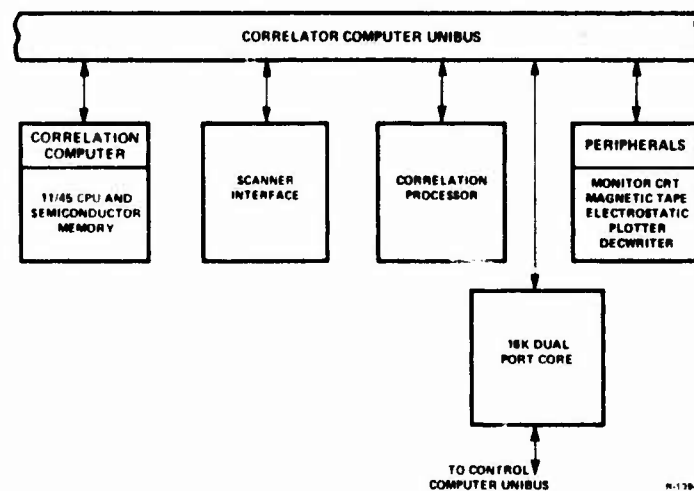 CORRELATOR COMPUTER UNIBUS
CORRELATION
COMPUTER
11/45 CPU AND
SEMICONDUCTOR
MEMORY
SCANNER
INTERFACE
CORRELATION
PROCESSOR
PERIPHERALS
MONITOR CRT
MAGNETIC TAPE
ELECTROSTATIC
PLOTTER
DECWRITER
16K DUAL
PORT CORE
TO CONTROL
COMPUTER UNIBUS